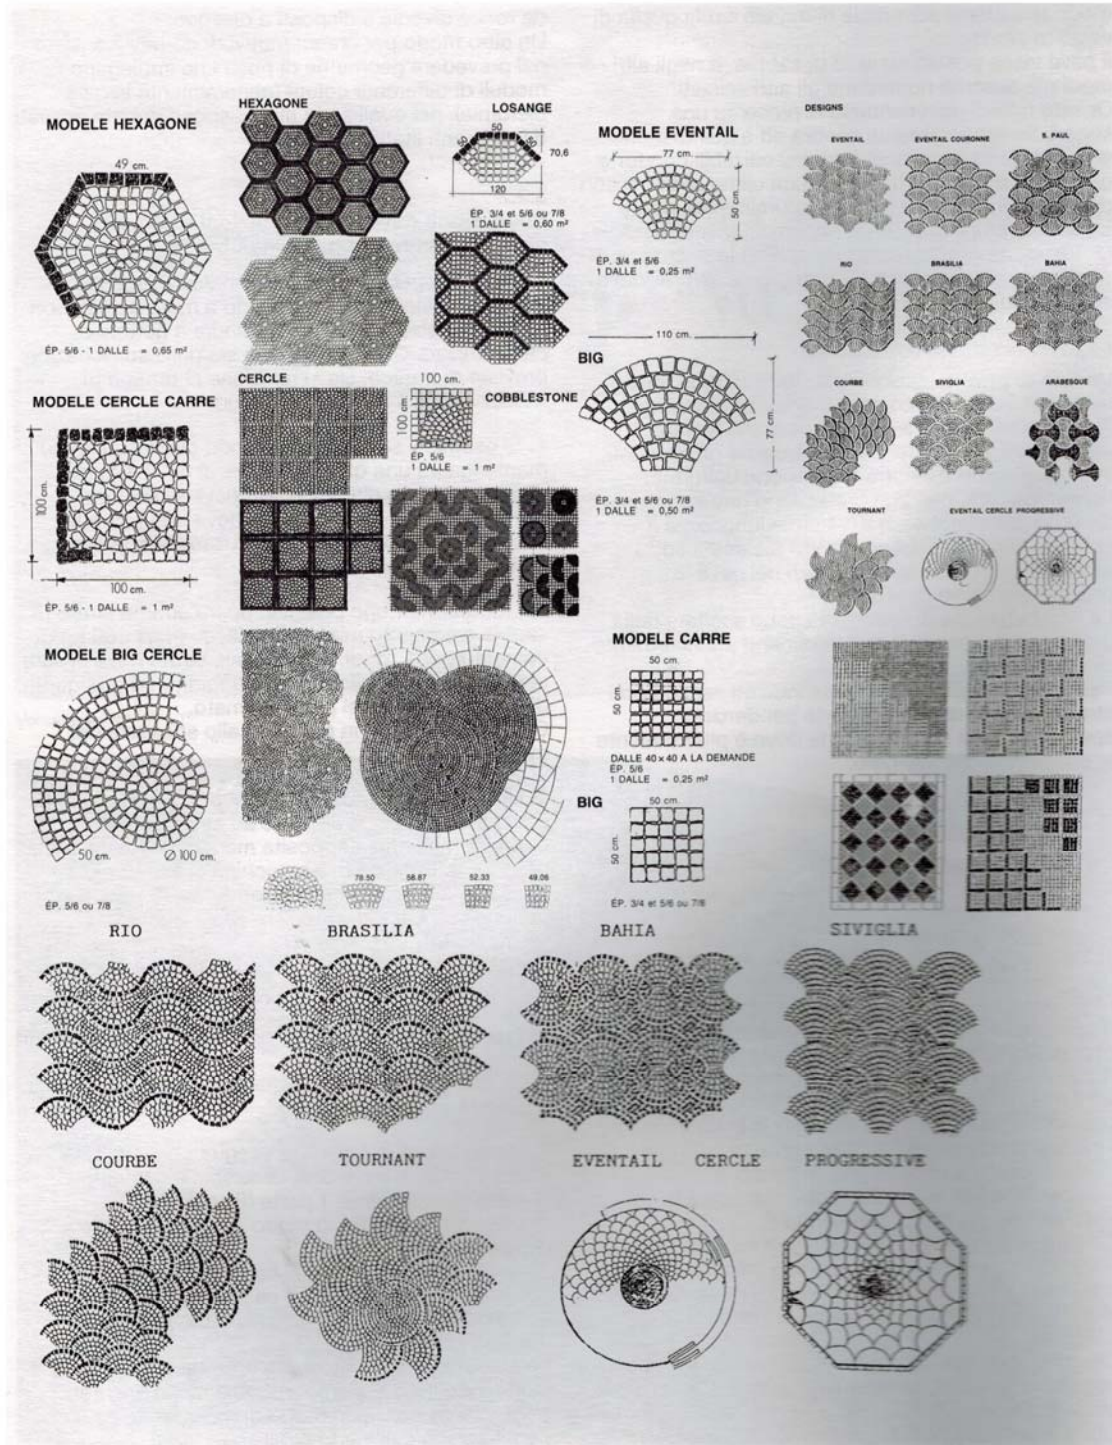 MODELE HEXAGONE
49 cm.
ÉP. 5/6 - 1 DALLE = 0,65 m²
HEXAGONE
LOSANGE
50
50
50
70,6
120
ÉP. 3/4 et 5/6 ou 7/8
1 DALLE = 0,60 m²
MODELE EVENTAIL
77 cm.
50 cm.
ÉP. 3/4 et 5/6
1 DALLE = 0,25 m²
DESIGNS
EVENTAIL
EVENTAIL COURONNE
S. PAUL
RIO
BRASILIA
BAHIA
COURBE
SIVIGLIA
ARABESQUE
TOURNANT
EVENTAIL CERCLE PROGRESSIVE
MODELE CERCLE CARRE
100 cm.
100 cm.
ÉP. 5/6 - 1 DALLE = 1 m²
CERCLE
100 cm.
100 cm.
COBBLESTONE
ÉP. 5/6
1 DALLE = 1 m²
110 cm.
BIG
77 cm.
ÉP. 3/4 et 5/6 ou 7/8
1 DALLE = 0,50 m²
MODELE BIG CERCLE
50 cm.
Ø 100 cm.
ÉP. 5/6 ou 7/8
78.50
58.87
52.33
49.06
MODELE CARRE
50 cm.
50 cm.
DALLE 40×40 A LA DEMANDE
ÉP. 5/6
1 DALLE = 0,25 m²
BIG
50 cm.
50 cm.
ÉP. 3/4 et 5/6 ou 7/8
RIO
BRASILIA
BAHIA
SIVIGLIA
COURBE
TOURNANT
EVENTAIL CERCLE PROGRESSIVE